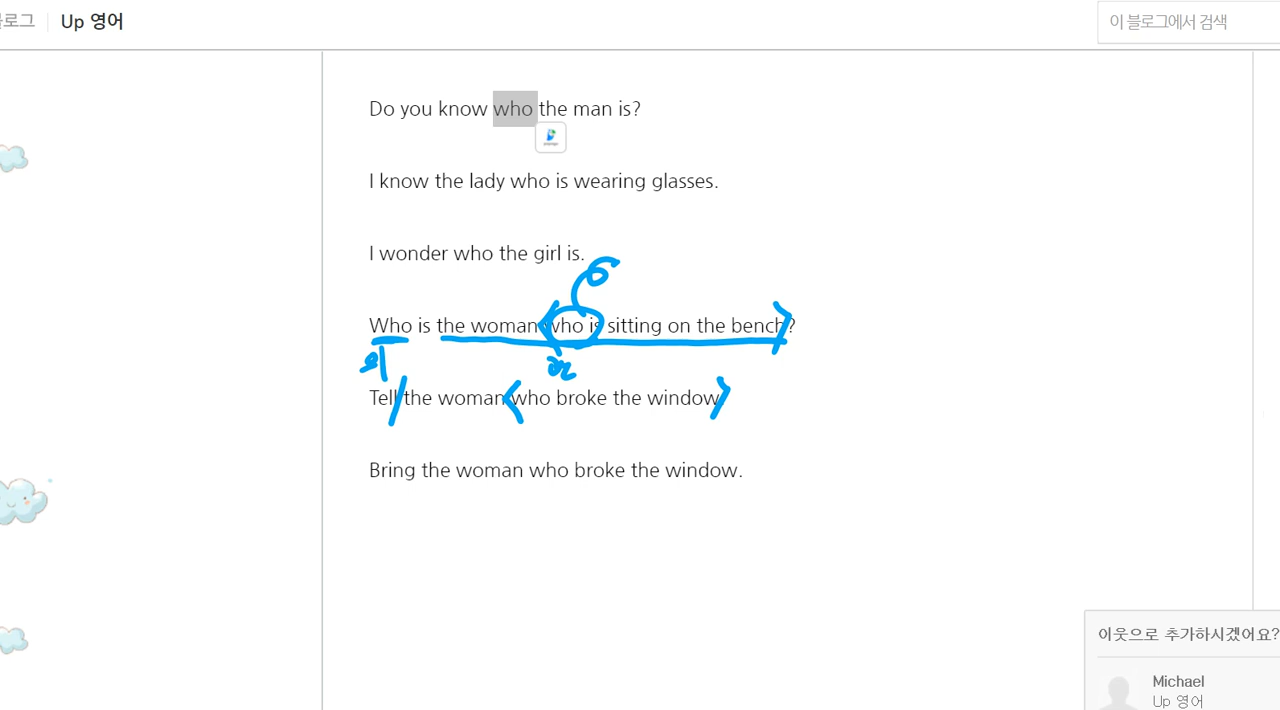 블로그 Up 영어
이 블로그에서 검색
Do you know who the man is?
I know the lady who is wearing glasses.
I wonder who the girl is.
Who is the woman who is sitting on the bench?
의
관
Tell the woman who broke the window.
Bring the woman who broke the window.
이웃으로 추가하시겠어요?
Michael
Up 영어